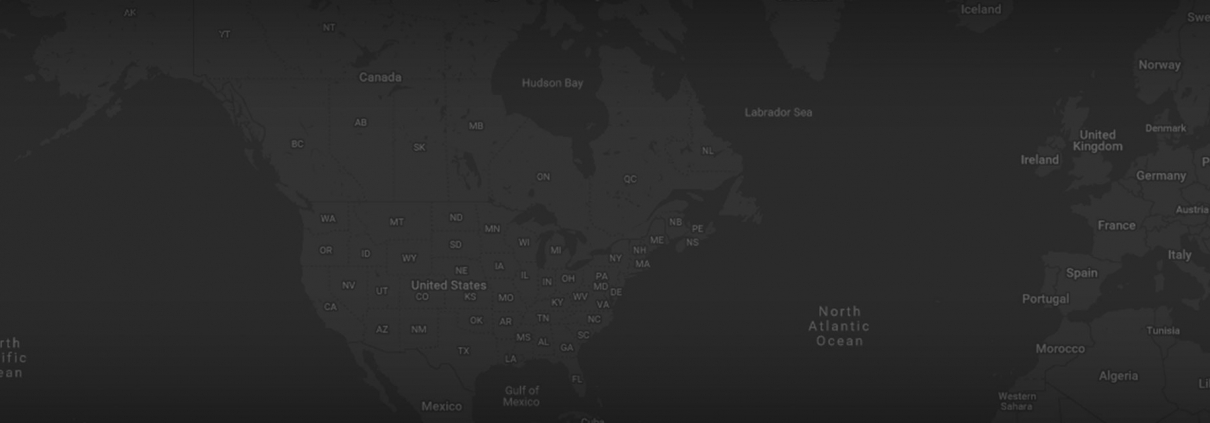 Iceland
AK
Swe
NT
YT
Norway
Canada
Hudson Bay
Labrador Sea
AB
MB
Denmark
United
Kingdom
BC
SK
NL
Ireland
P
ON
QC
Germany
WA
MT
ND
MN
NB
PE
Austria
France
OR
ID
WY
SD
WI
MI
NH
ME
NS
Italy
NY
MA
NV
UT
United States
NE
IA
IL
IN
OH
PA
MD
DE
Spain
CA
CO
KS
MO
KY
WV
VA
Portugal
North
Atlantic
Ocean
AZ
NM
OK
AR
TN
NC
SC
Tunisia
rth
ific
ean
TX
MS
AL
GA
LA
Morocco
FL
Algeria
Li
Gulf of
Mexico
Mexico
Western
Sahara
Cuba